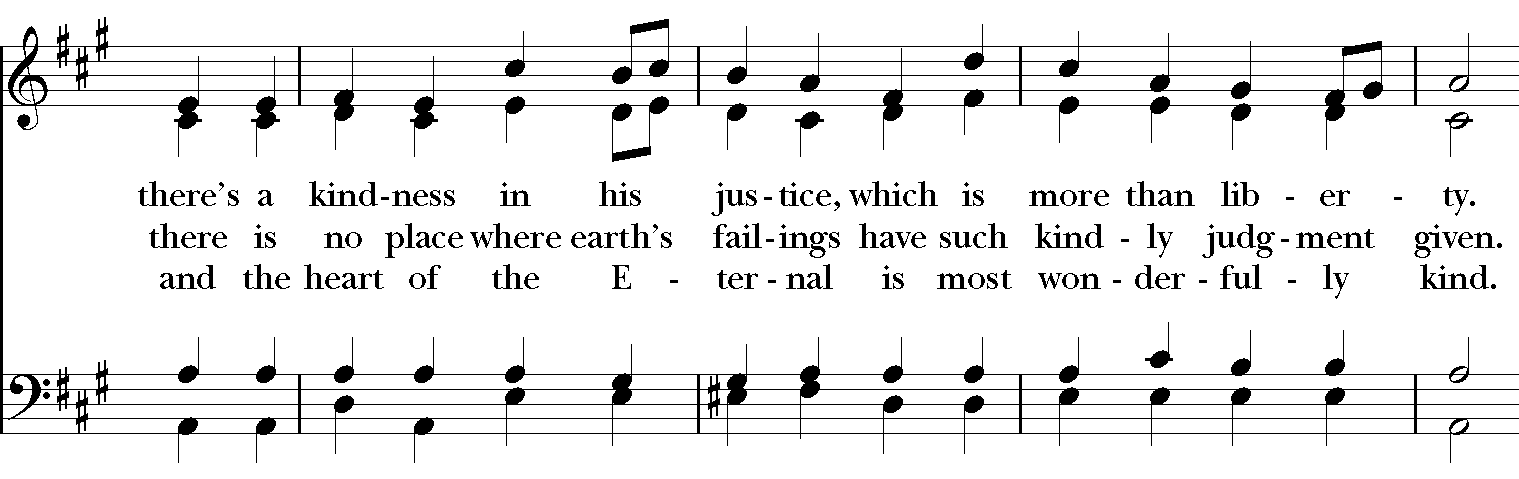 there's a kind-ness in his jus-tice, which is more than lib - er - ty.
there is no place where earth's fail-ings have such kind - ly judg-ment given.
and the heart of the E - ter-nal is most won-der-ful - ly kind.